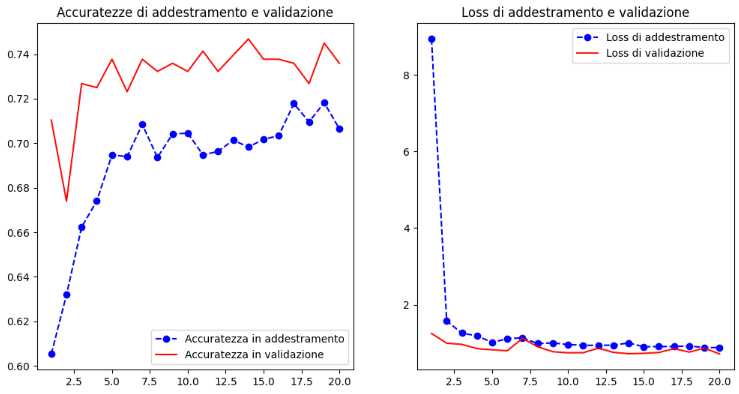 Accuratezze di addestramento e validazione
0.74
0.72
0.70
0.68
0.66
0.64
0.62
0.60
Accuratezza in addestramento
Accuratezza in validazione
2.5 5.0 7.5 10.0 12.5 15.0 17.5 20.0
Loss di addestramento e validazione
Loss di addestramento
Loss di validazione
8
6
4
2
2.5 5.0 7.5 10.0 12.5 15.0 17.5 20.0